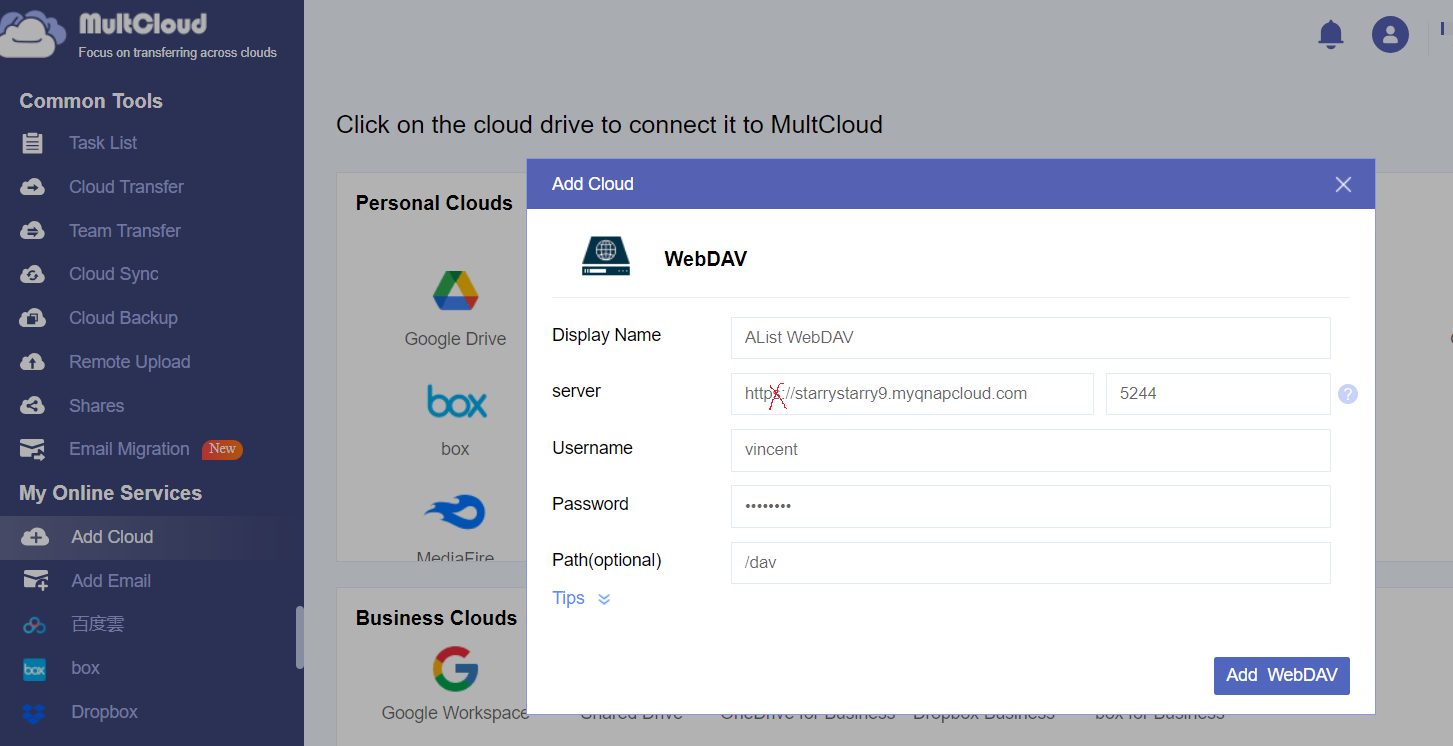 MultCloud
Focus on transferring across clouds
Common Tools
Task List
Cloud Transfer
Team Transfer
Cloud Sync
Cloud Backup
Remote Upload
Shares
Email Migration New
My Online Services
Add Cloud
Add Email
百度雲
box
Dropbox
Click on the cloud drive to connect it to MultCloud
Personal Clouds
Google Drive
box
box
MediaFire
Business Clouds
Google Workspace
Shared Drive
OneDrive for Business
Dropbox Business
box for Business
Add Cloud
WebDAV
Display Name
AList WebDAV
server
https://starrystarry9.myqnapcloud.com
5244
?
Username
vincent
Password
••••••••
Path(optional)
/dav
Tips
Add WebDAV